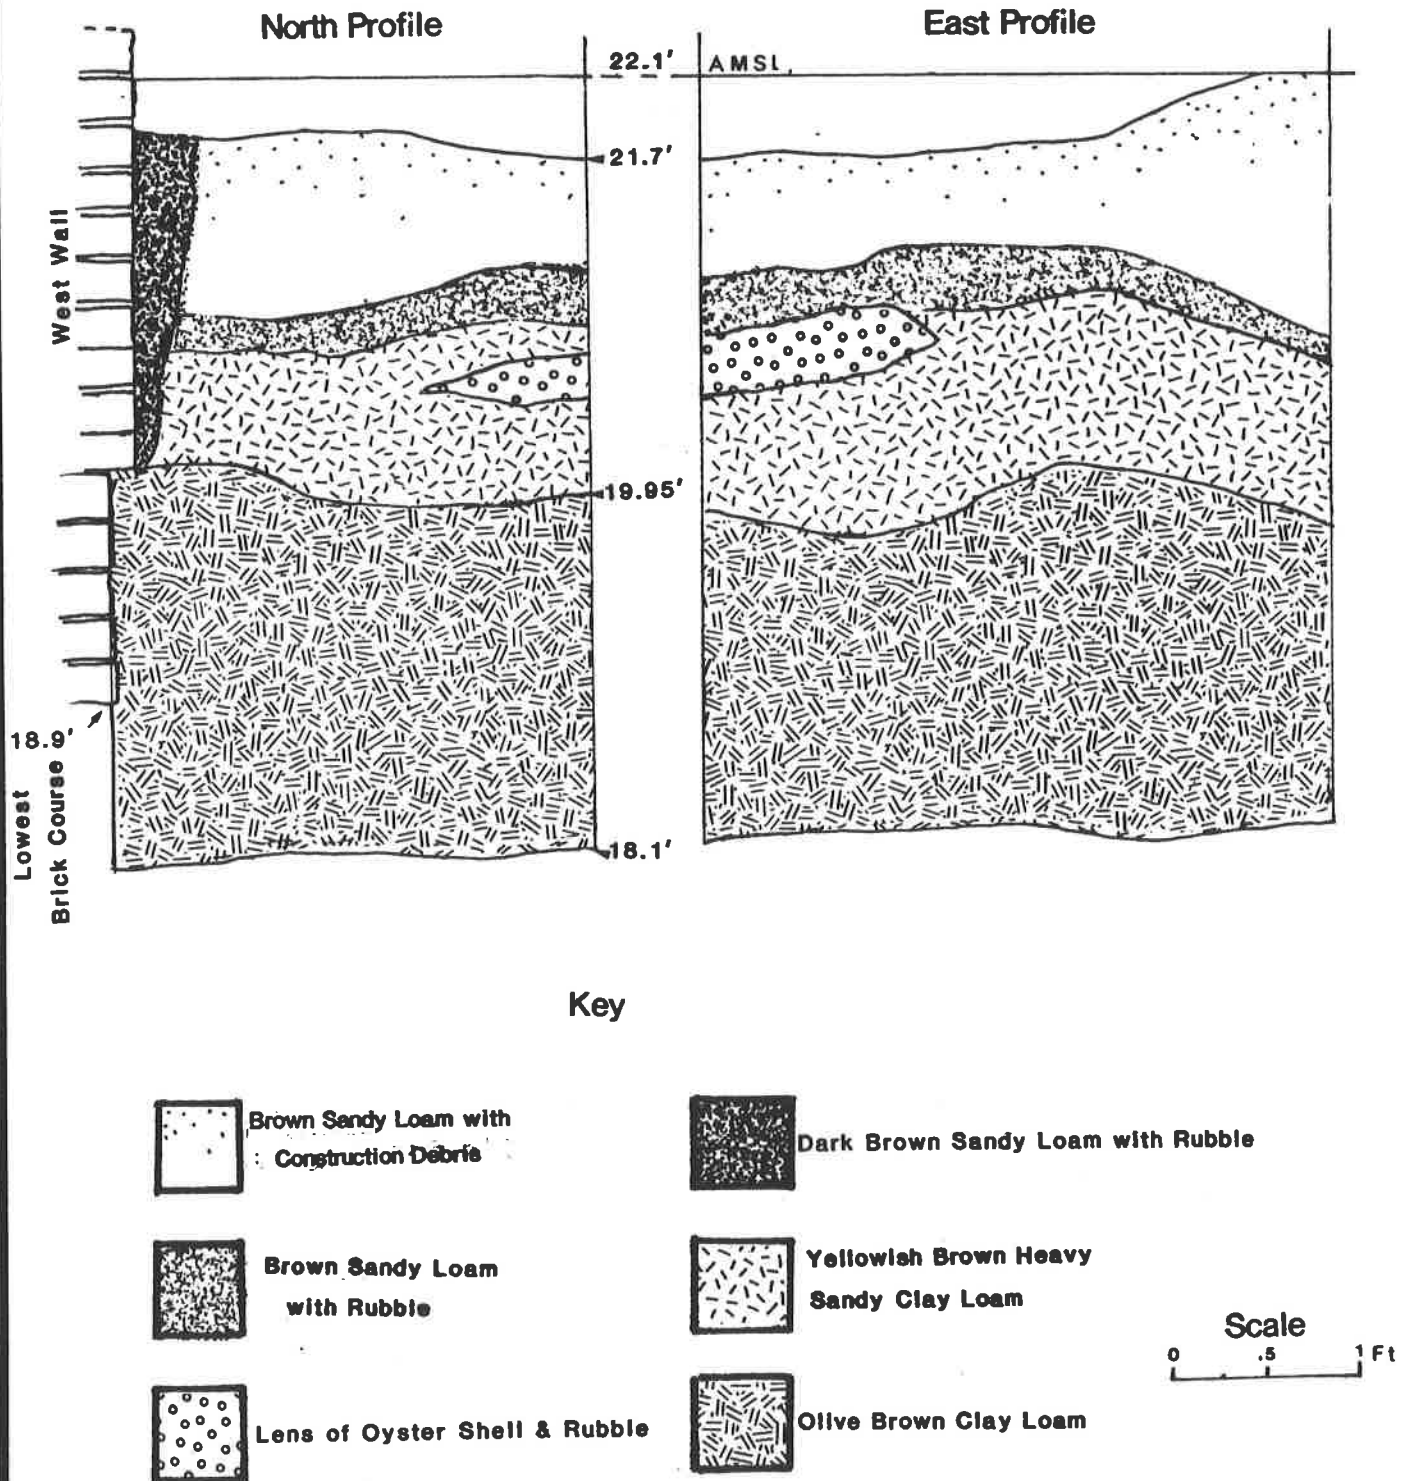 North Profile
East Profile
22.1'
AMSL
21.7'
West Wall
19.95'
18.9'
Lowest
Brick Course
18.1'
Key
Brown Sandy Loam with
Construction Debris
Dark Brown Sandy Loam with Rubble
Brown Sandy Loam
with Rubble
Yellowish Brown Heavy
Sandy Clay Loam
Scale
0 .5 1 Ft
Lens of Oyster Shell & Rubble
Olive Brown Clay Loam